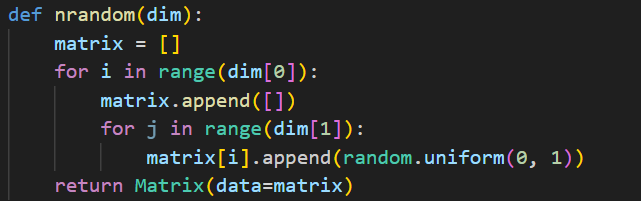 def nrandom(dim):
    matrix = []
    for i in range(dim[0]):
        matrix.append([])
        for j in range(dim[1]):
            matrix[i].append(random.uniform(0, 1))
    return Matrix(data=matrix)